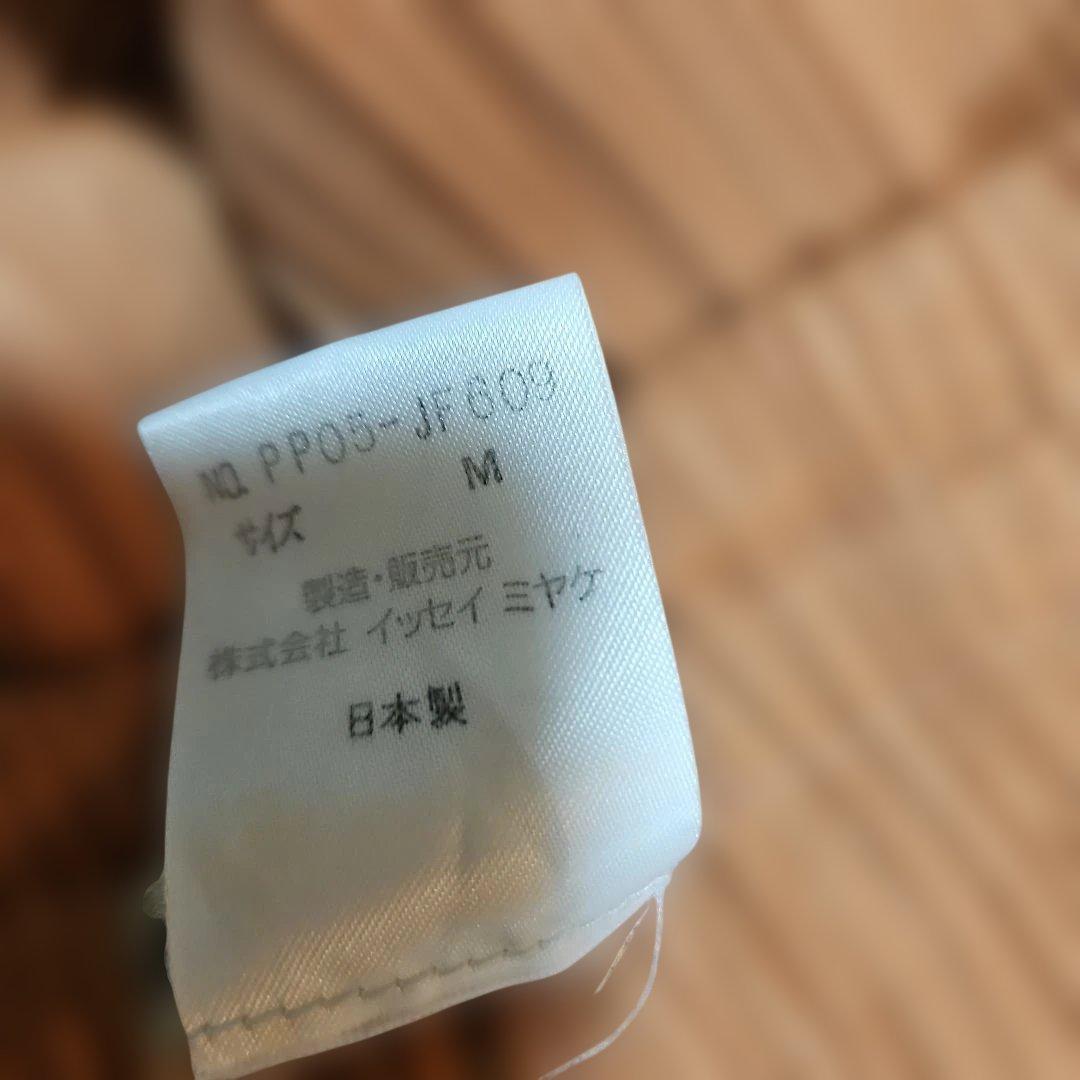 NO. PP05-JF609
サイズ M
製造・販売元
株式会社 イッセイ ミヤケ
日本製